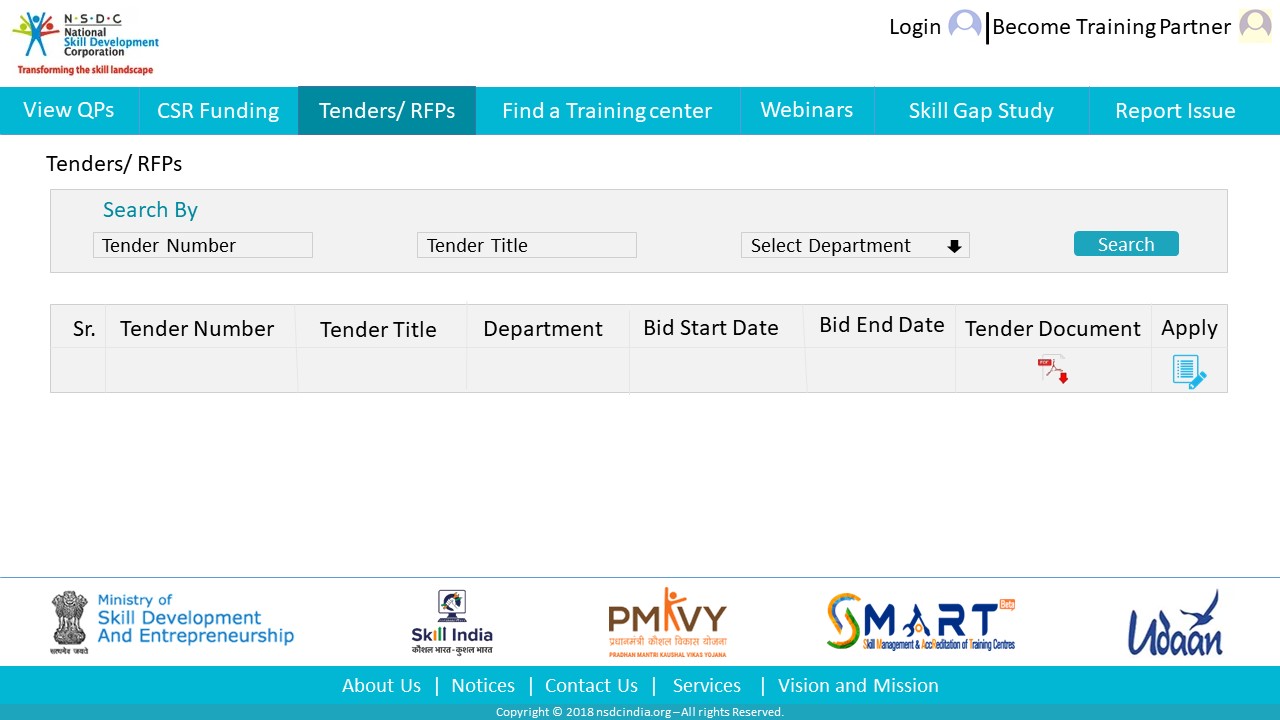 N·S·D·C
National
Skill Development
Corporation
Transforming the skill landscape
Login
Become Training Partner
View QPs
CSR Funding
Tenders/ RFPs
Find a Training center
Webinars
Skill Gap Study
Report Issue
Tenders/ RFPs
Search By
Tender Number
Tender Title
Select Department
Search
Sr.
Tender Number
Tender Title
Department
Bid Start Date
Bid End Date
Tender Document
Apply
PDF
सत्यमेव जयते
Ministry of
Skill Development
And Entrepreneurship
Skill India
कौशल भारत-कुशल भारत
PMKVY
प्रधानमंत्री कौशल विकास योजना
PRADHAN MANTRI KAUSHAL VIKAS YOJANA
SMART
Beta
Skill Management & Accreditation of Training Centres
Udaan
About Us | Notices | Contact Us | Services | Vision and Mission
Copyright © 2018 nsdcindia.org – All rights Reserved.